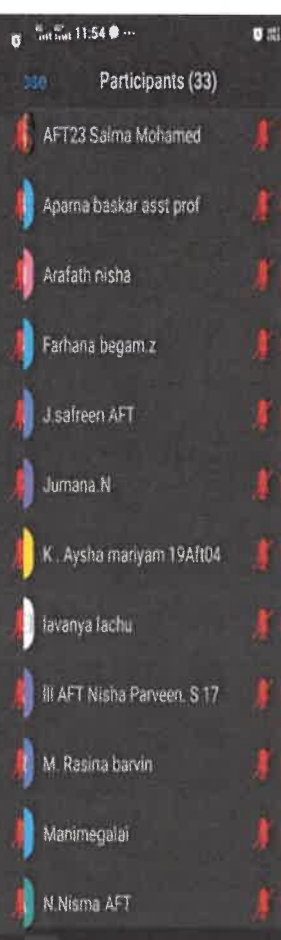 11:54
Participants (33)
AFT23 Salma Mohamed
Aparna baskar asst prof
Arafath nisha
Farhana begam.z
J.safreen AFT
Jumana.N
K . Aysha mariyam 19Aft04
lavanya lachu
III AFT Nisha Parveen. S 17
M. Rasina barvin
Manimegalai
N.Nisma AFT